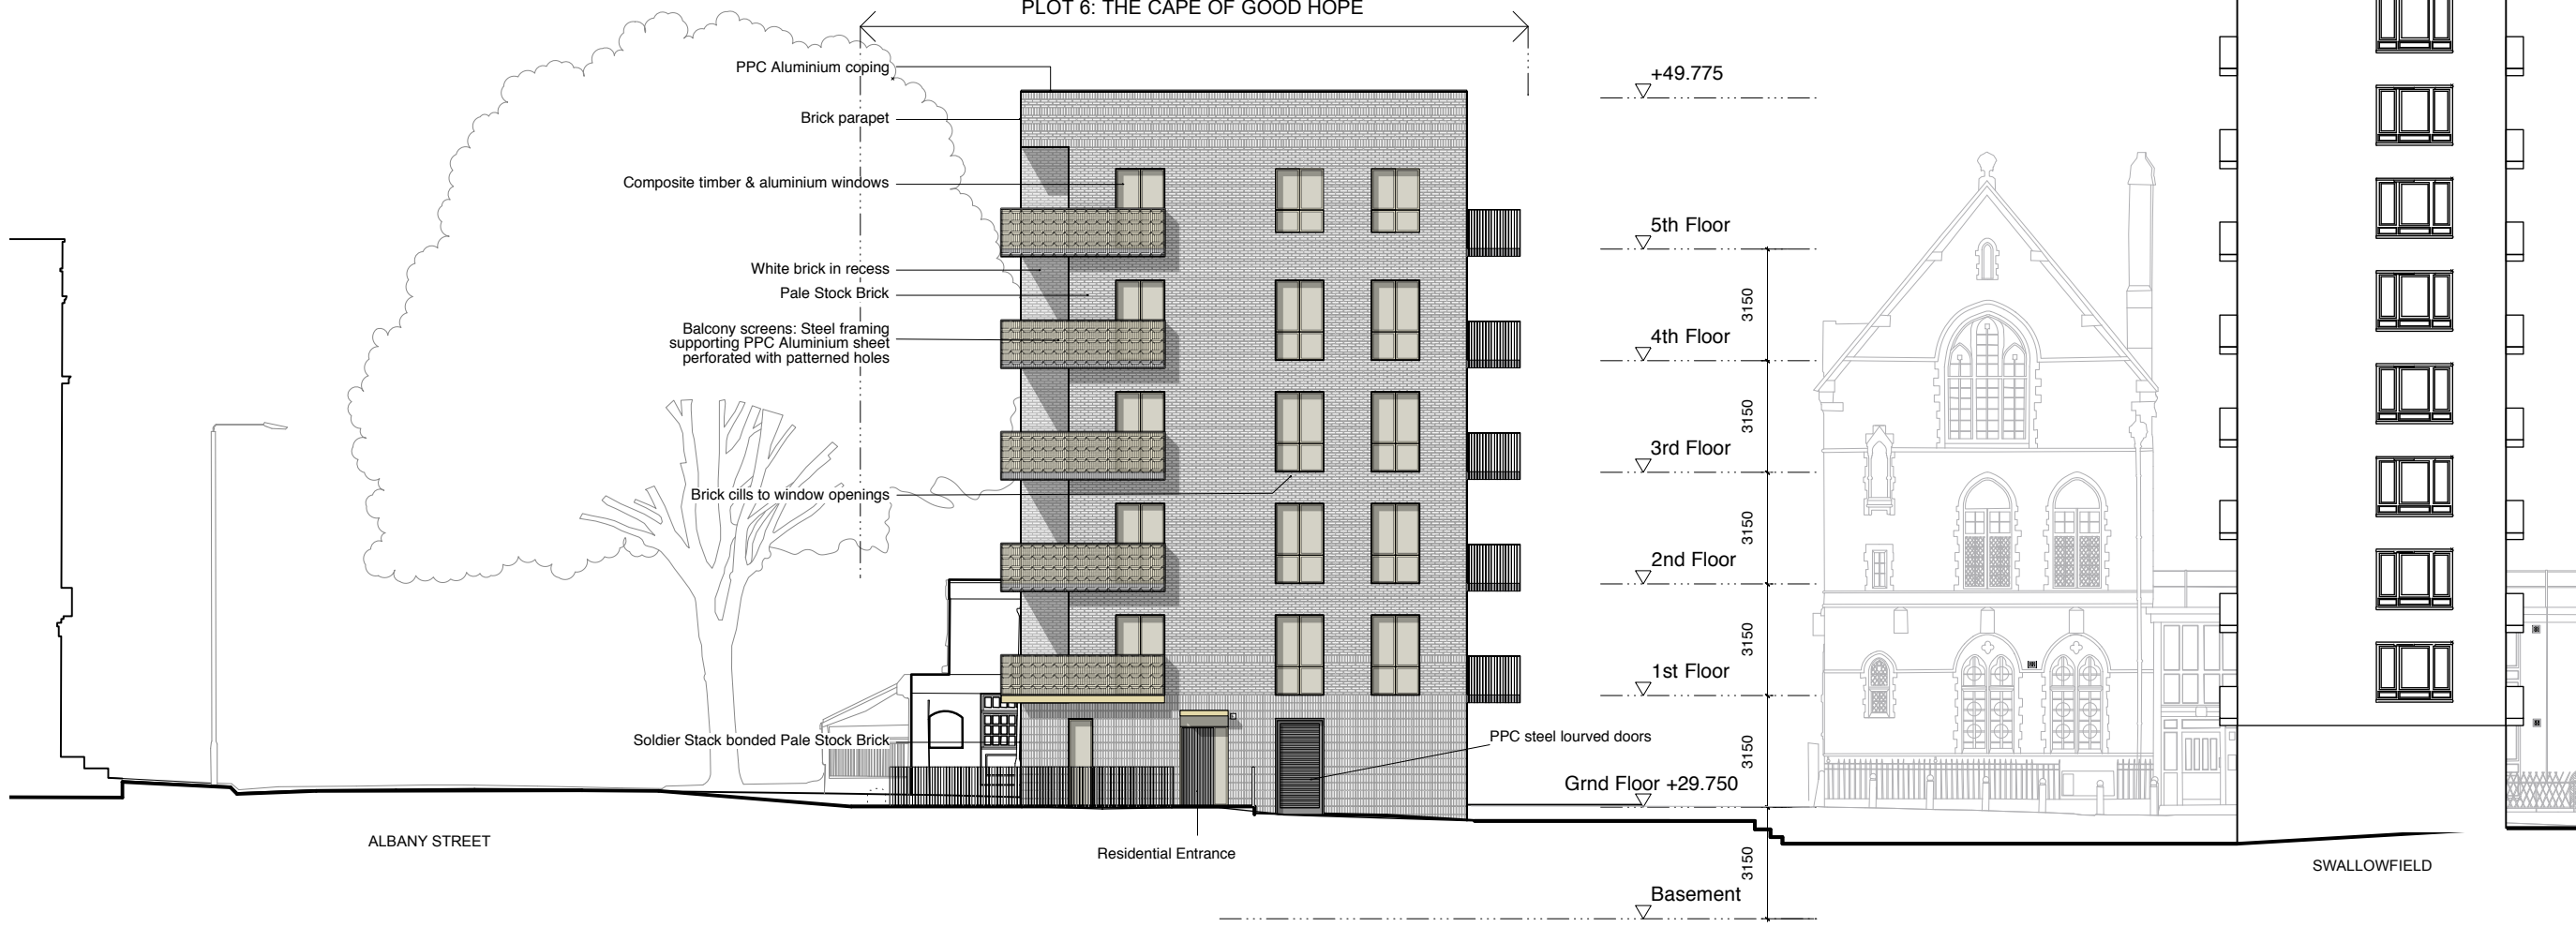 PLOT 6: THE CAPE OF GOOD HOPE
PPC Aluminium coping
+49.775
Brick parapet
Composite timber & aluminium windows
5th Floor
White brick in recess
Pale Stock Brick
3150
Balcony screens: Steel framing
supporting PPC Aluminium sheet
perforated with patterned holes
4th Floor
3150
3rd Floor
Brick cills to window openings
3150
2nd Floor
3150
1st Floor
Soldier Stack bonded Pale Stock Brick
PPC steel lourved doors
3150
Grnd Floor +29.750
ALBANY STREET
Residential Entrance
3150
SWALLOWFIELD
Basement